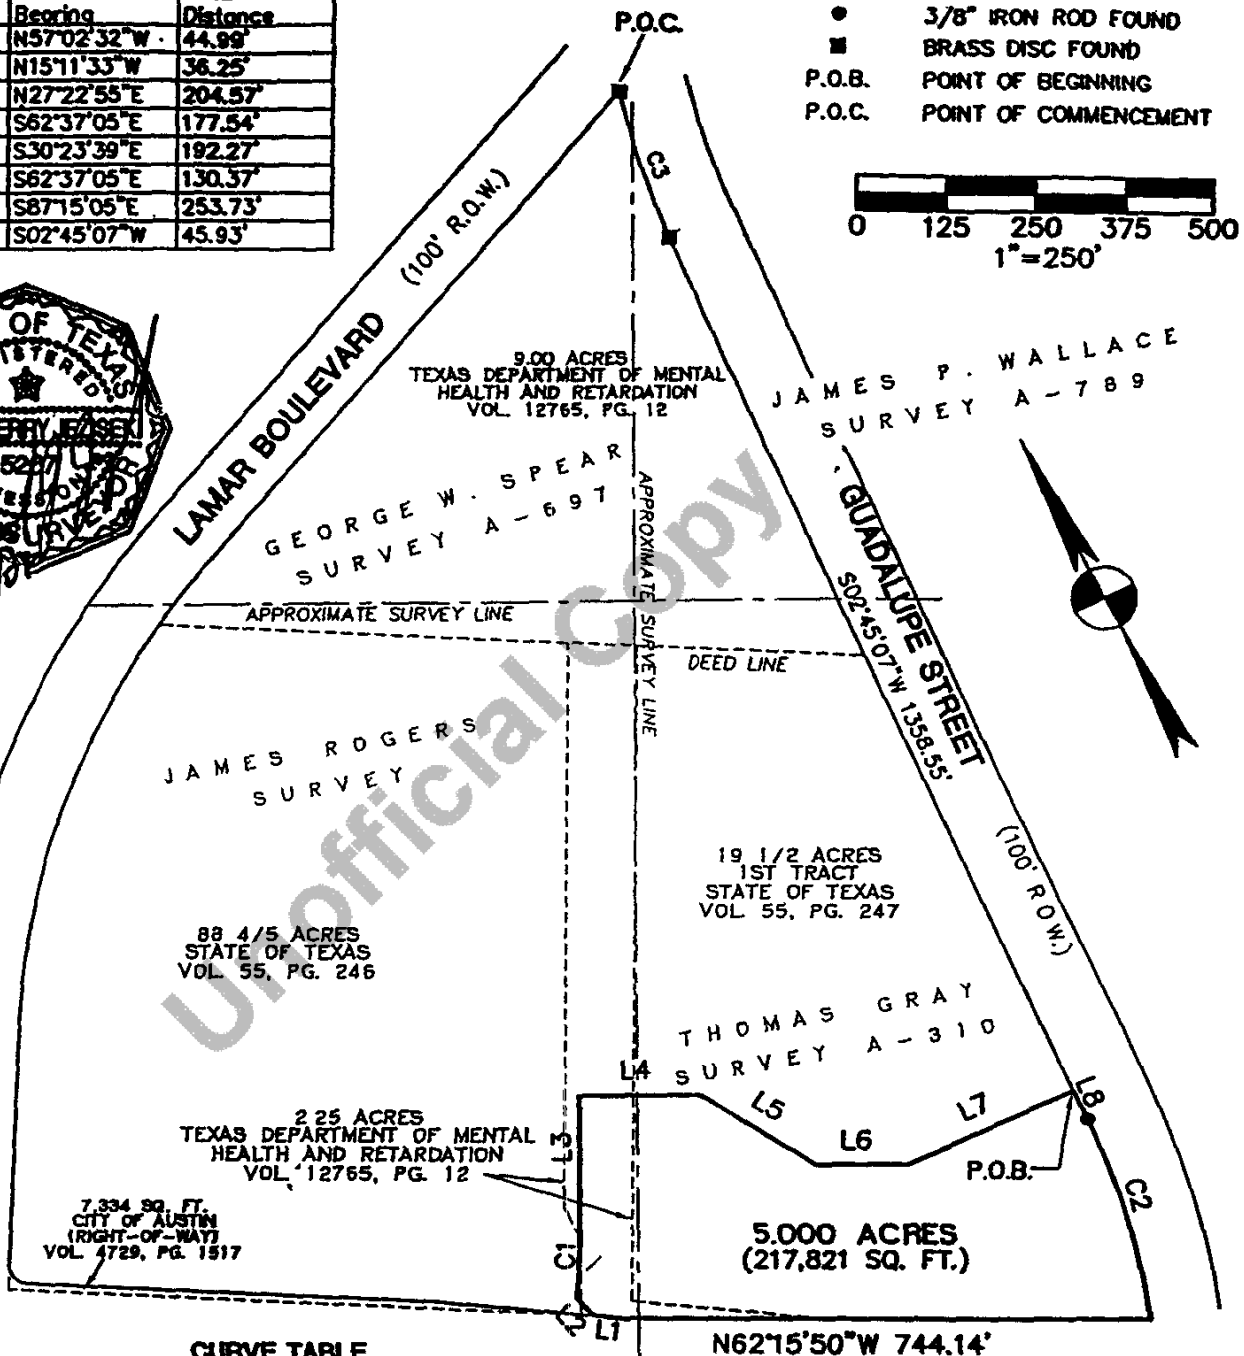 Bearing Distance
N57°02'32"W 44.99'
N15°11'33"W 36.25'
N27°22'55"E 204.57'
S62°37'05"E 177.54'
S30°23'39"E 192.27'
S62°37'05"E 130.37'
S87°15'05"E 253.73'
S02°45'07"W 45.93'
P.O.C.
3/8" IRON ROD FOUND
BRASS DISC FOUND
P.O.B. POINT OF BEGINNING
P.O.C. POINT OF COMMENCEMENT
0 125 250 375 500
1"=250'
C3
(100' R.O.W.)
LAMAR BOULEVARD
OF TEXAS
5227
9.00 ACRES
TEXAS DEPARTMENT OF MENTAL
HEALTH AND RETARDATION
VOL. 12765, PG. 12
JAMES P. WALLACE
SURVEY A-789
GEORGE W. SPEAR
SURVEY A-697
APPROXIMATE SURVEY LINE
APPROXIMATE SURVEY LINE
DEED LINE
GUADALUPE STREET
S02°45'07"W 1358.55'
(100' R.O.W.)
JAMES ROGERS
SURVEY
Unofficial Copy
19 1/2 ACRES
1ST TRACT
STATE OF TEXAS
VOL. 55, PG. 247
88 4/5 ACRES
STATE OF TEXAS
VOL. 55, PG. 246
THOMAS GRAY
SURVEY A-310
L4
L5
L6
L7
L8
L3
P.O.B.
2.25 ACRES
TEXAS DEPARTMENT OF MENTAL
HEALTH AND RETARDATION
VOL. 12765, PG. 12
7,334 SQ. FT.
CITY OF AUSTIN
(RIGHT-OF-WAY)
VOL. 4729, PG. 1517
C1
C2
5.000 ACRES
(217,821 SQ. FT.)
L2
L1
N62°15'50"W 744.14'
CURVE TABLE